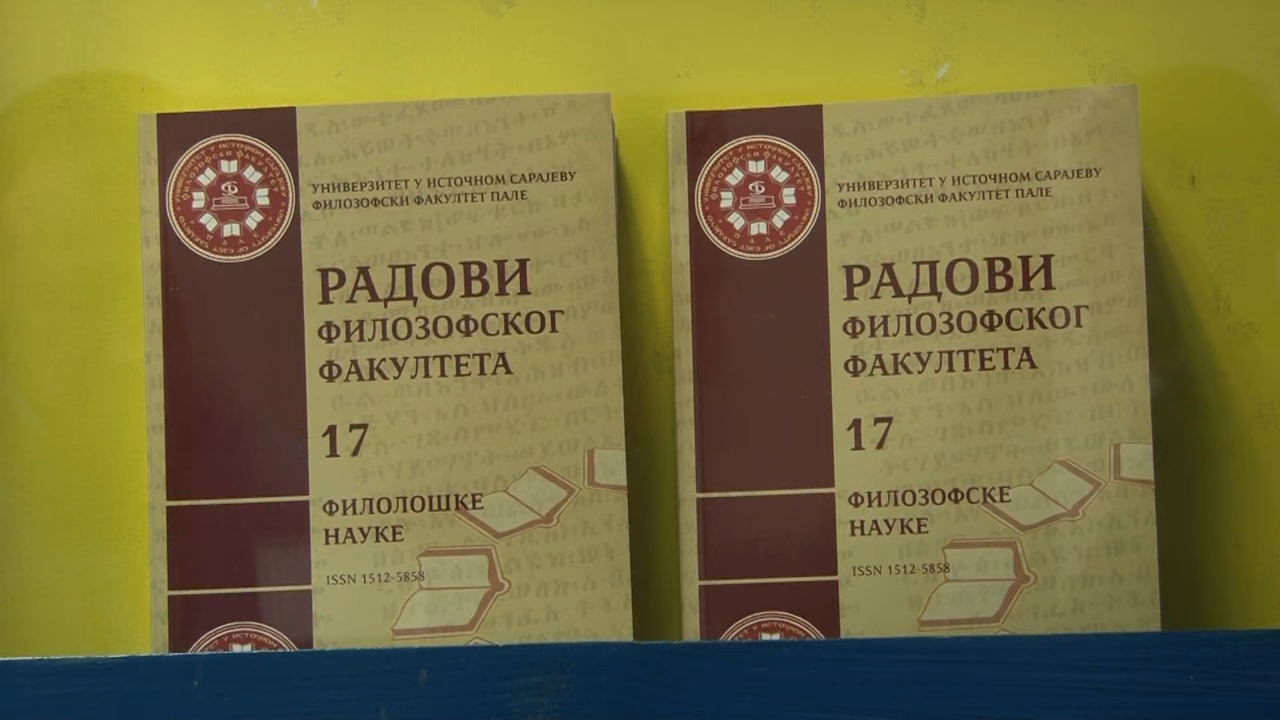 УНИВЕРЗИТЕТ У ИСТОЧНОМ САРАЈЕВУ
ФИЛОЗОФСКИ ФАКУЛТЕТ ПАЛЕ
РАДОВИ
ФИЛОЗОФСКОГ
ФАКУЛТЕТА
17
ФИЛОЛОШКЕ
НАУКЕ
ISSN 1512-5858
УНИВЕРЗИТЕТ У ИСТОЧНОМ САРАЈЕВУ
ФИЛОЗОФСКИ ФАКУЛТЕТ ПАЛЕ
РАДОВИ
ФИЛОЗОФСКОГ
ФАКУЛТЕТА
17
ФИЛОЗОФСКЕ
НАУКЕ
ISSN 1512-5858